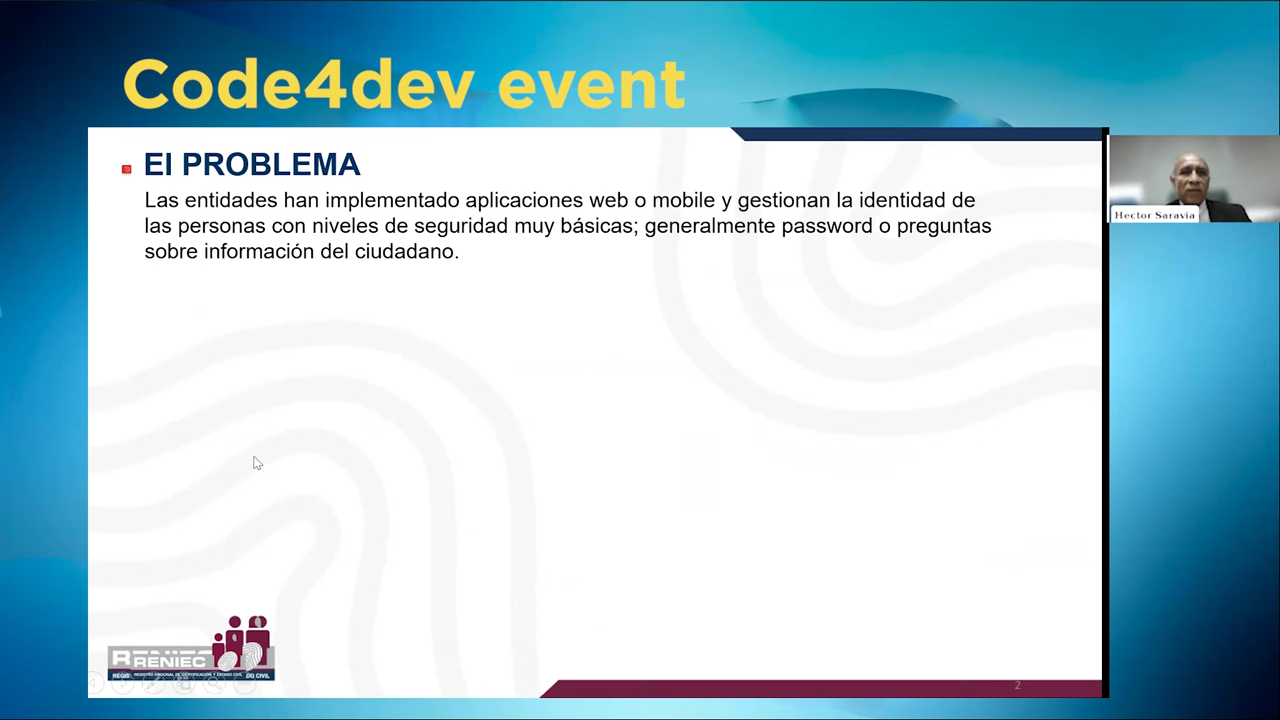 Code4dev event
El PROBLEMA
Las entidades han implementado aplicaciones web o mobile y gestionan la identidad de
las personas con niveles de seguridad muy básicas; generalmente password o preguntas
sobre información del ciudadano.
Hector Saravia
RENIEC
REGISTRO NACIONAL DE IDENTIFICACIÓN Y ESTADO CIVIL
2